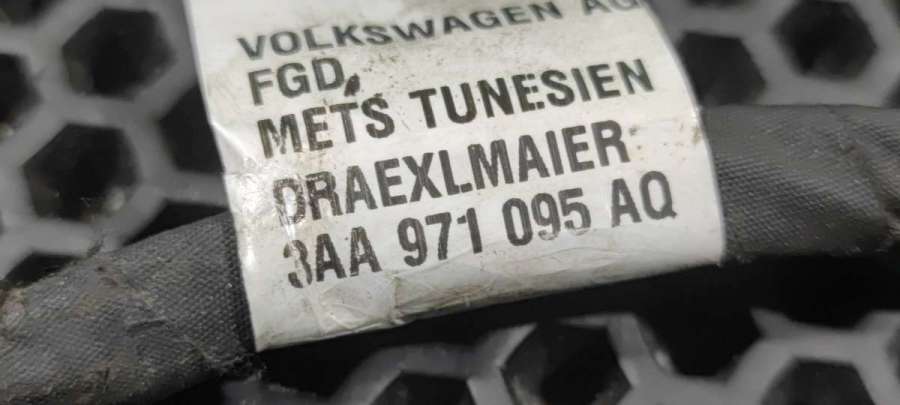 VOLKSWAGEN AG
FGD.
METS TUNESIEN
DRAEXLMAIER
3AA 971 095 AQ